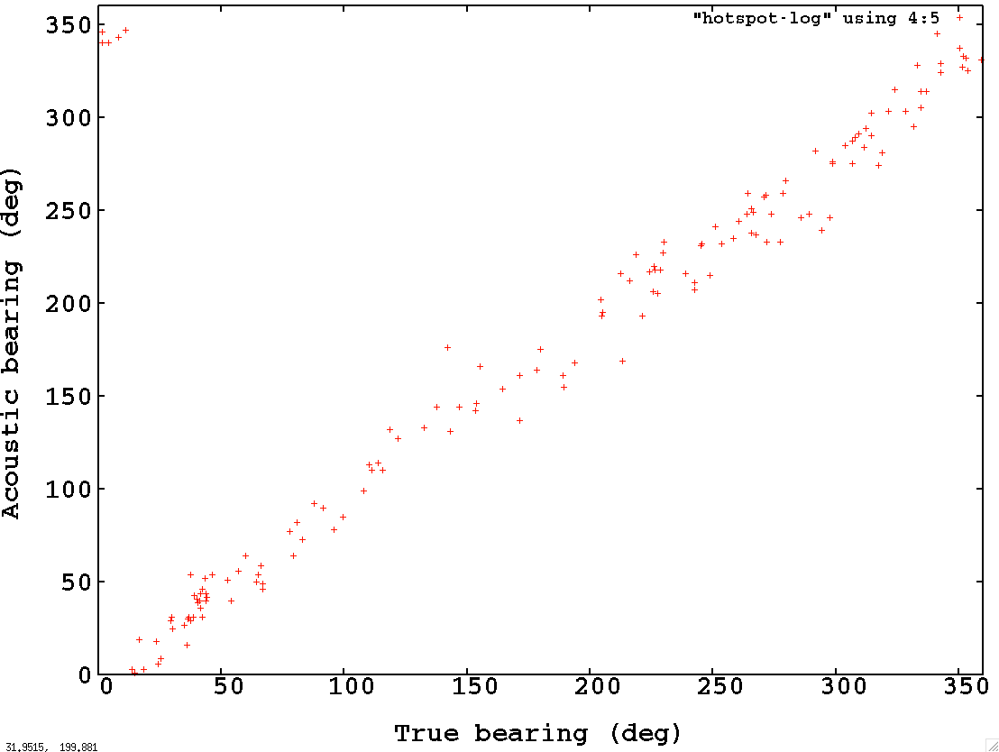 "hotspot-log" using 4:5
350
300
250
200
150
100
50
0
0 50 100 150 200 250 300 350
Acoustic bearing (deg)
True bearing (deg)
31.9515, 199.881